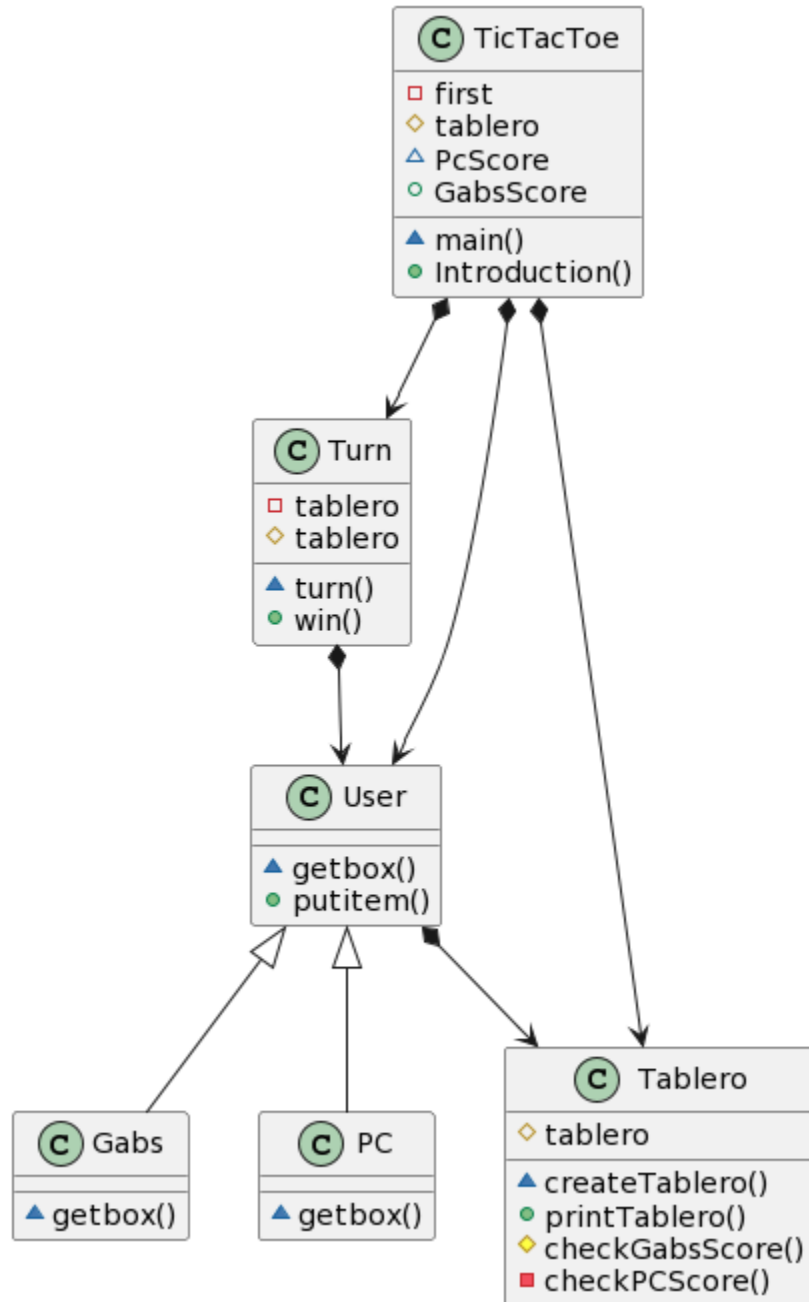 C TicTacToe
first
tablero
PcScore
GabsScore
main()
Introduction()
C Turn
tablero
tablero
turn()
win()
C User
getbox()
putitem()
C Gabs
getbox()
C PC
getbox()
C Tablero
tablero
createTablero()
printTablero()
checkGabsScore()
checkPCScore()